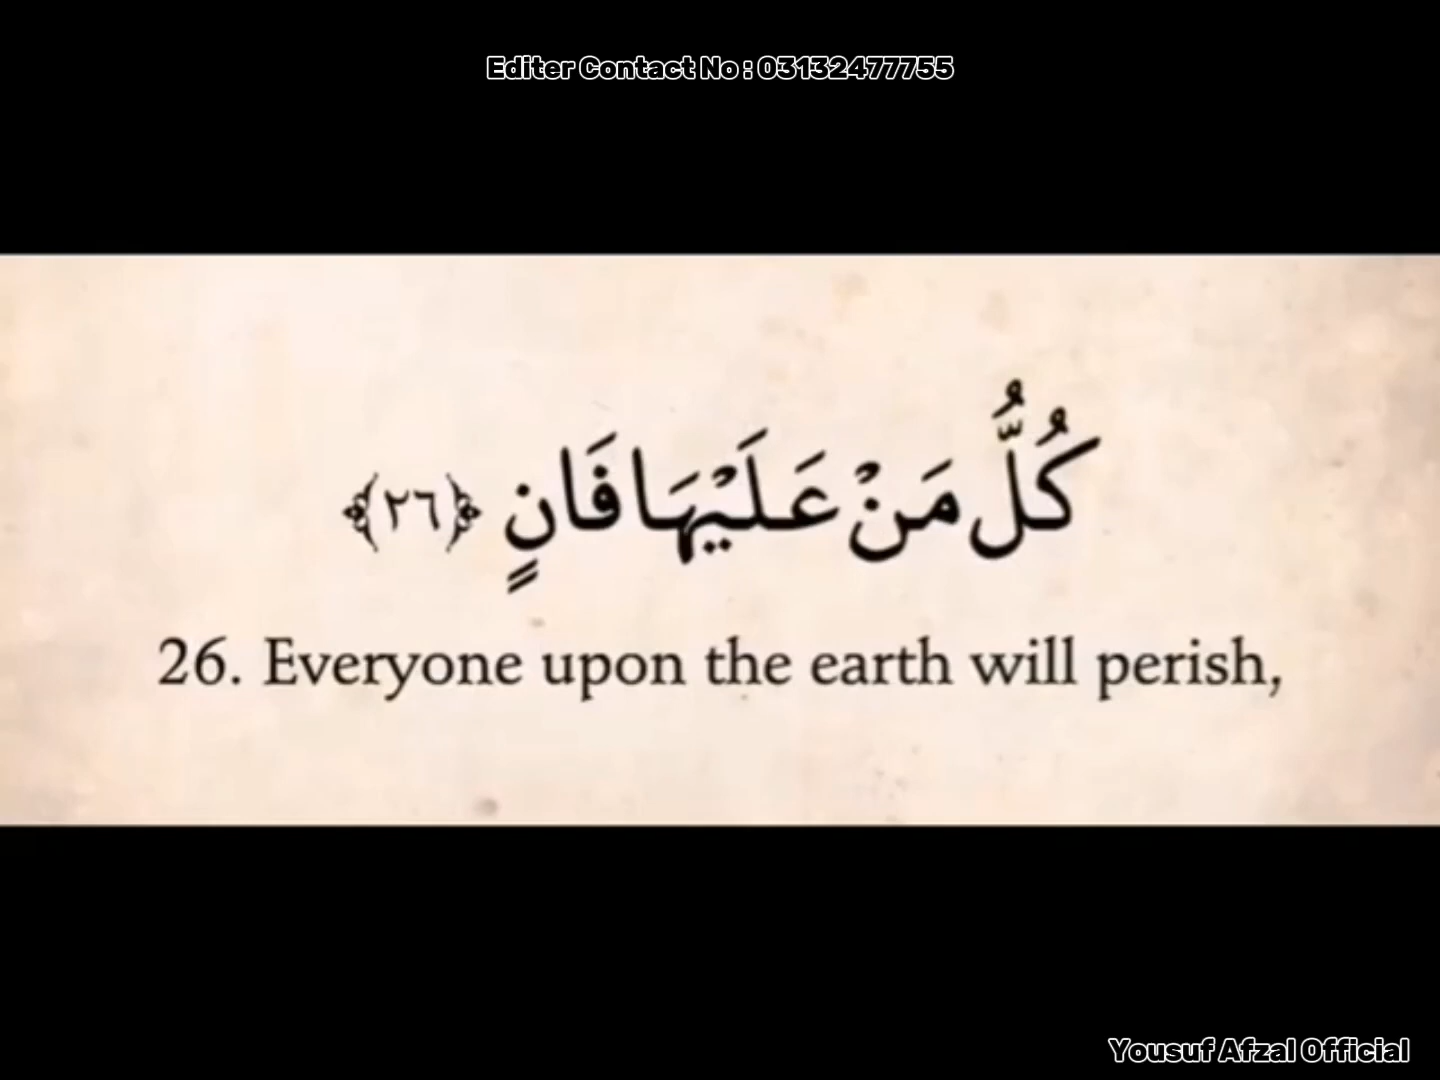 Editer Contact No : 03132477755
كُلُّ مَنْ عَلَيْهَا فَانٍ ﴿٢٦﴾
26. Everyone upon the earth will perish,
Yousuf Afzal Official